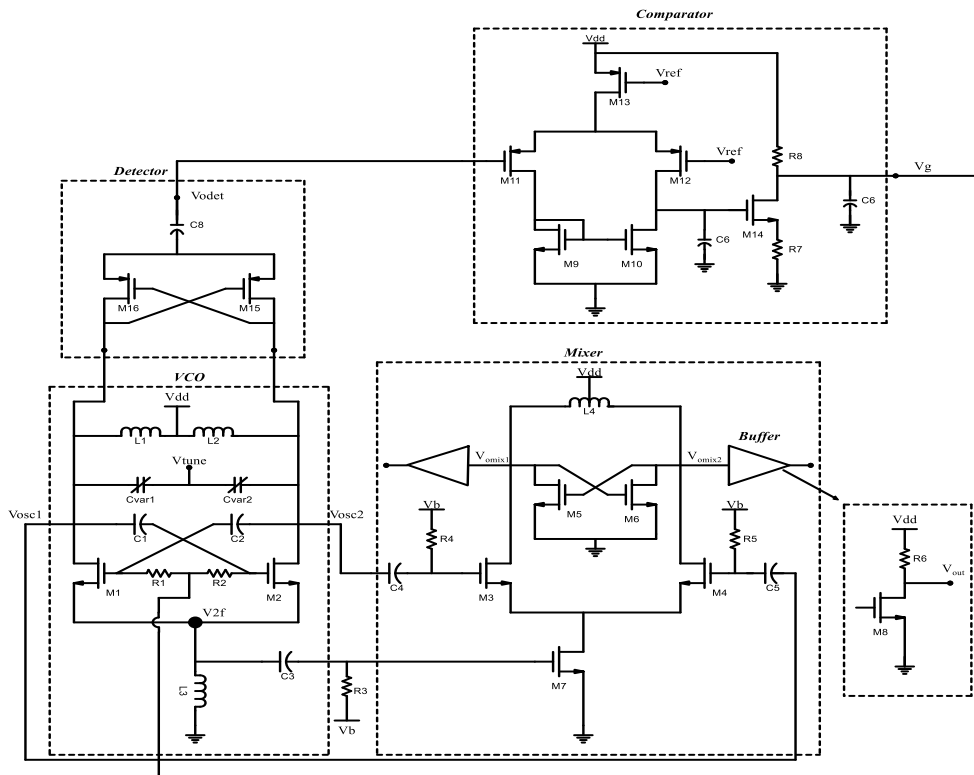 Comparator
Vdd
Vref
M13
Vref
R8
Vg
M11
M12
Detector
Vodet
C8
M14
C6
C6
R7
M9
M10
M16
M15
VCO
Mixer
Vdd
Vdd
L1
L2
L4
Buffer
Vtune
Vomix1
Vomix2
Cvar1
Cvar2
M5
M6
Vosc1
Vosc2
Vb
Vb
C1
C2
R4
R5
Vdd
R6
Vout
M1
R1
R2
M2
C4
M3
M4
C5
M8
V2f
C3
M7
L3
R3
Vb